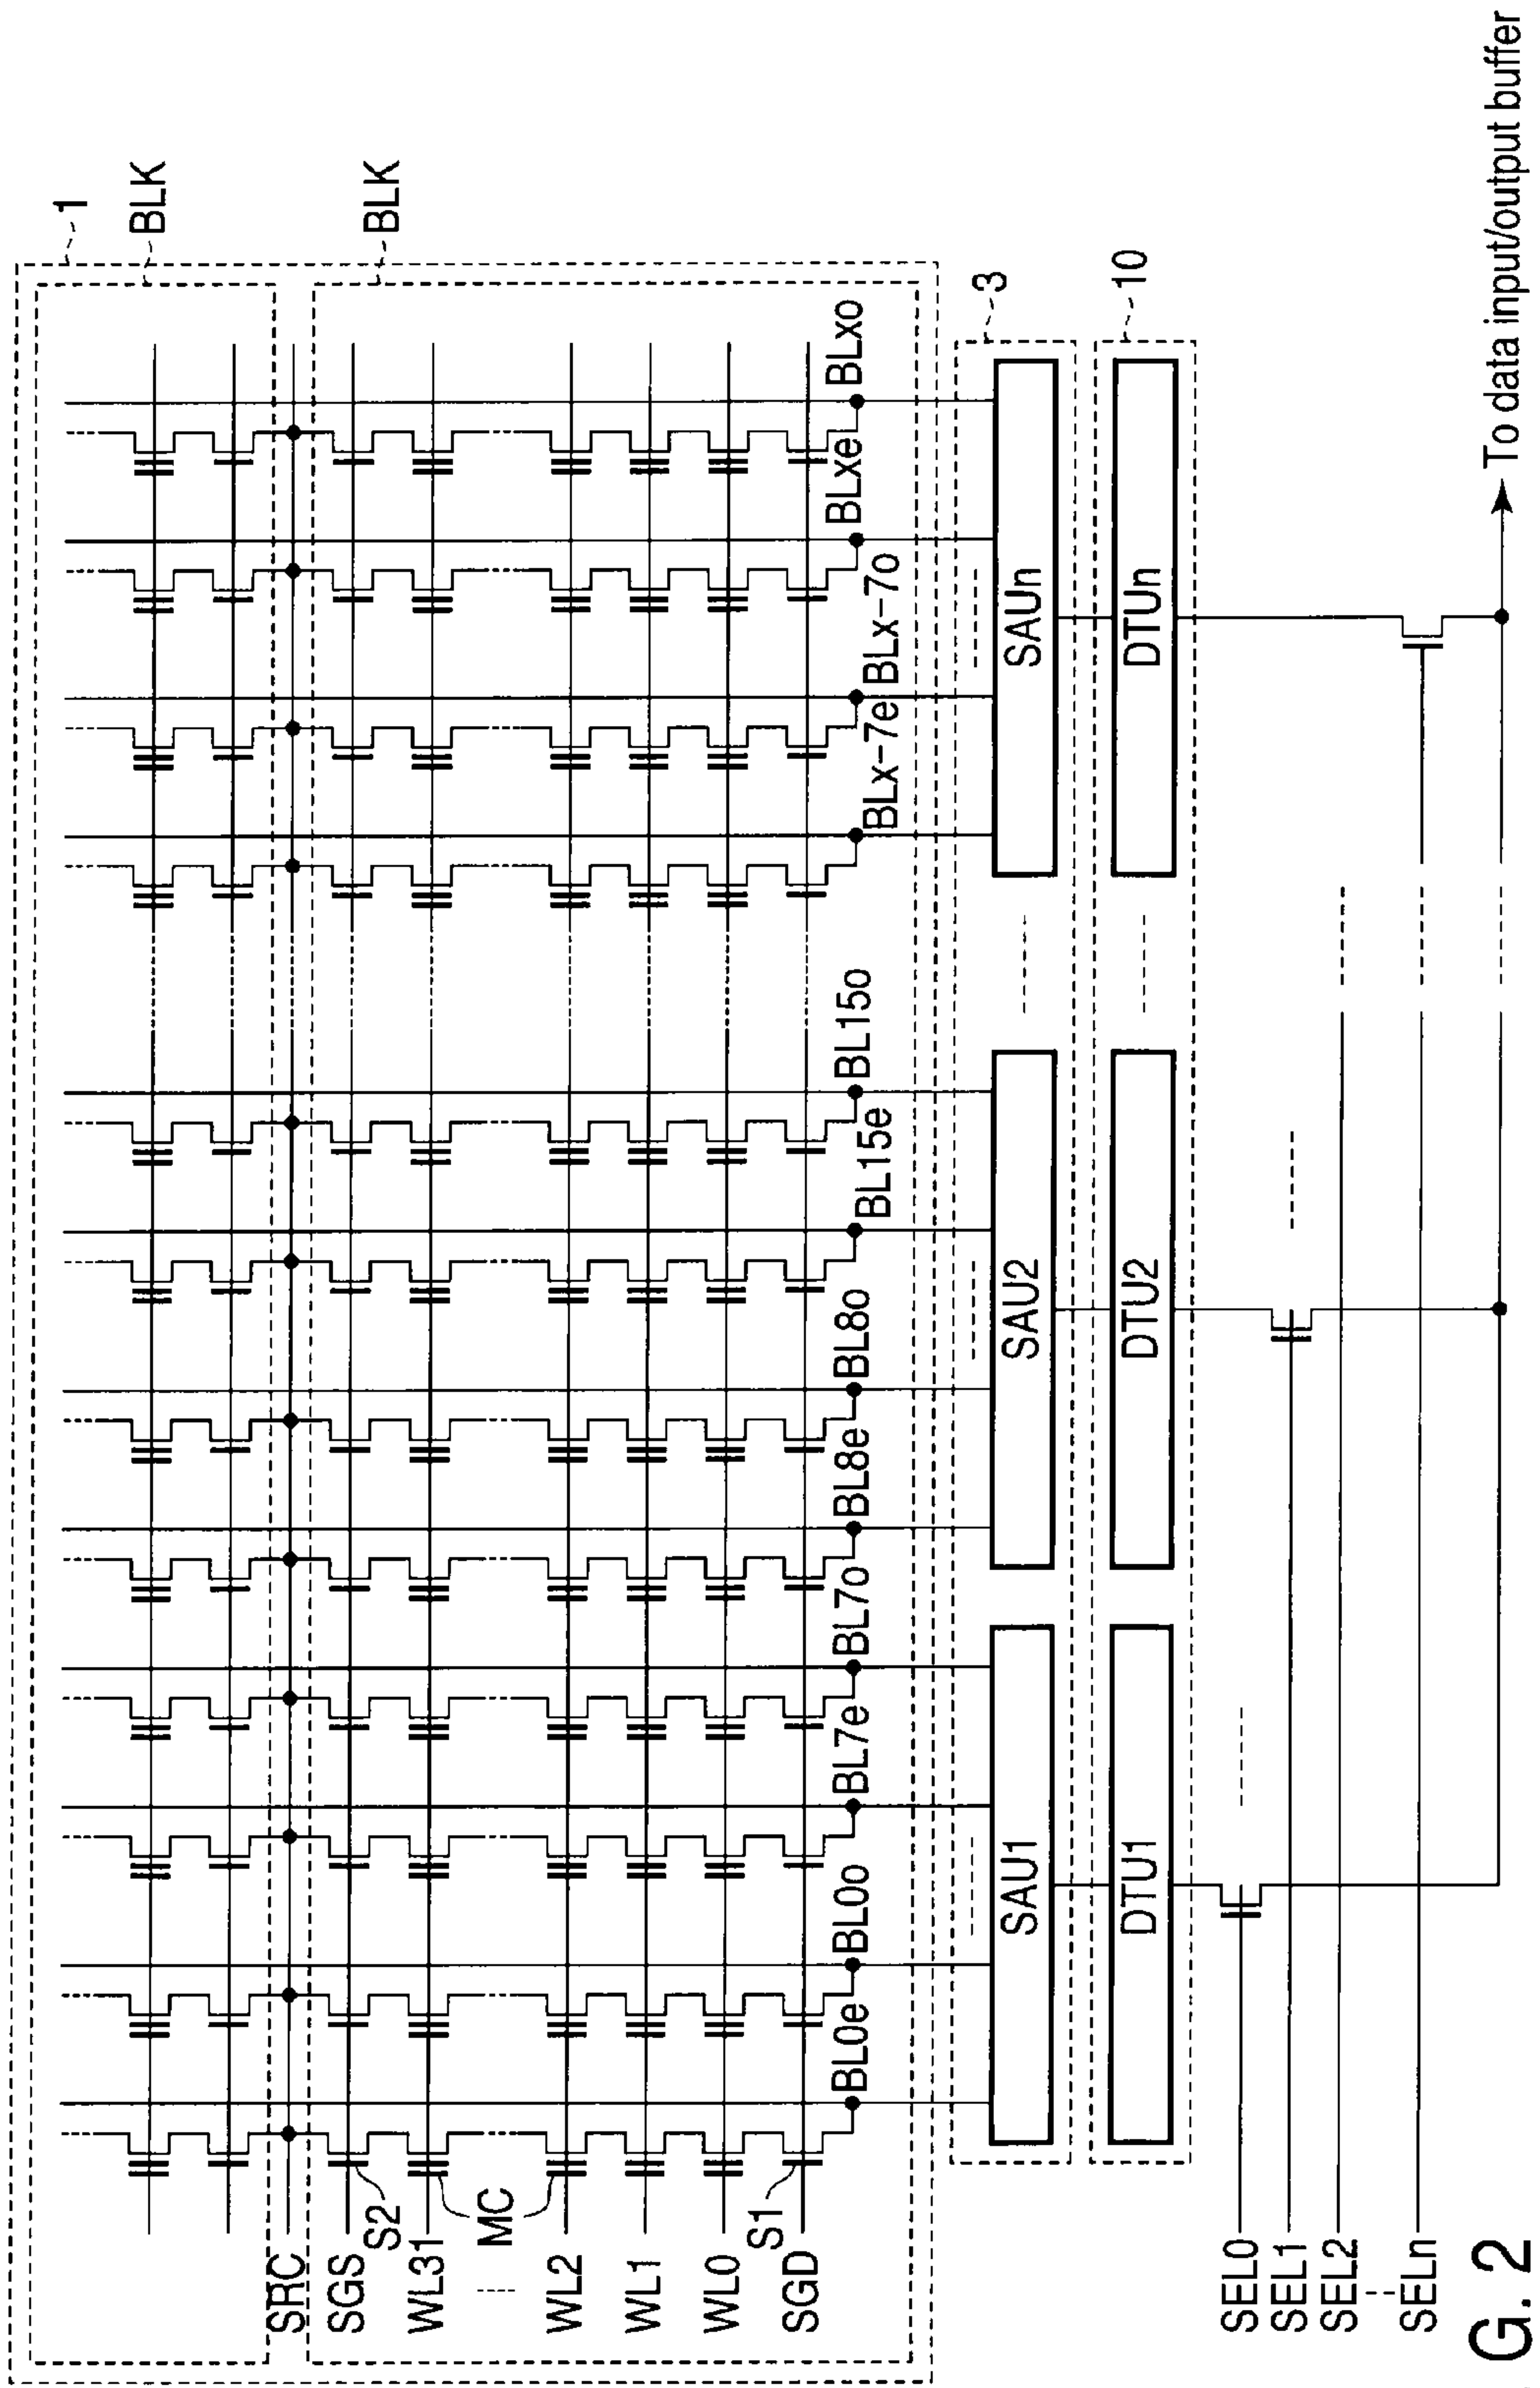 1
BLK
BLK
SRC
SGS
S2
WL31
MC
WL2
WL1
WL0
S1
SGD
BL0e
BL0o
BL7e
BL7o
BL8e
BL8o
BL15e
BL15o
BLx-7e
BLx-7o
BLxe
BLxo
3
SAU1
SAU2
SAUn
10
DTU1
DTU2
DTUn
SEL0
SEL1
SEL2
SELn
To data input/output buffer
G. 2